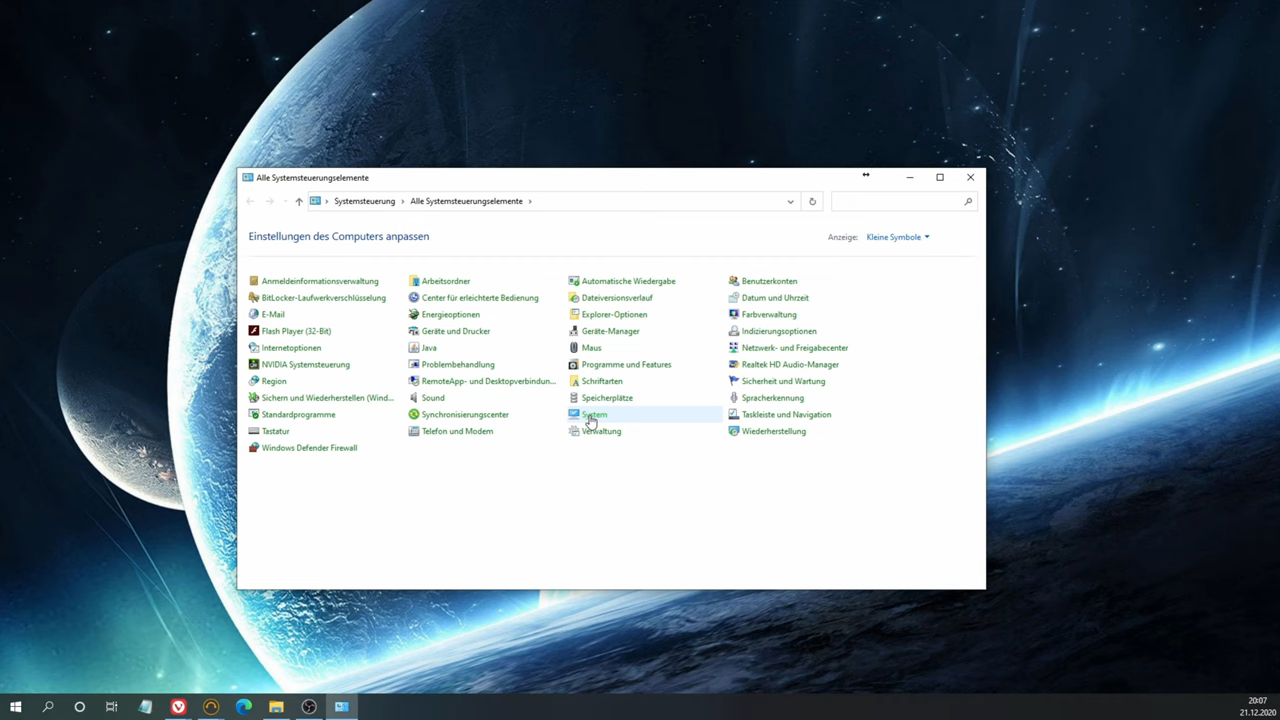 Alle Systemsteuerungselemente
Systemsteuerung › Alle Systemsteuerungselemente ›
Einstellungen des Computers anpassen
Anzeige: Kleine Symbole
Anmeldeinformationsverwaltung Arbeitsordner Automatische Wiedergabe Benutzerkonten
BitLocker-Laufwerkverschlüsselung Center für erleichterte Bedienung Dateiversionsverlauf Datum und Uhrzeit
E-Mail Energieoptionen Explorer-Optionen Farbverwaltung
Flash Player (32-Bit) Geräte und Drucker Geräte-Manager Indizierungsoptionen
Internetoptionen Java Maus Netzwerk- und Freigabecenter
NVIDIA Systemsteuerung Problembehandlung Programme und Features Realtek HD Audio-Manager
Region RemoteApp- und Desktopverbindun... Schriftarten Sicherheit und Wartung
Sichern und Wiederherstellen (Wind... Sound Speicherplätze Spracherkennung
Standardprogramme Synchronisierungscenter System Taskleiste und Navigation
Tastatur Telefon und Modem Verwaltung Wiederherstellung
Windows Defender Firewall
20:07
21.12.2020